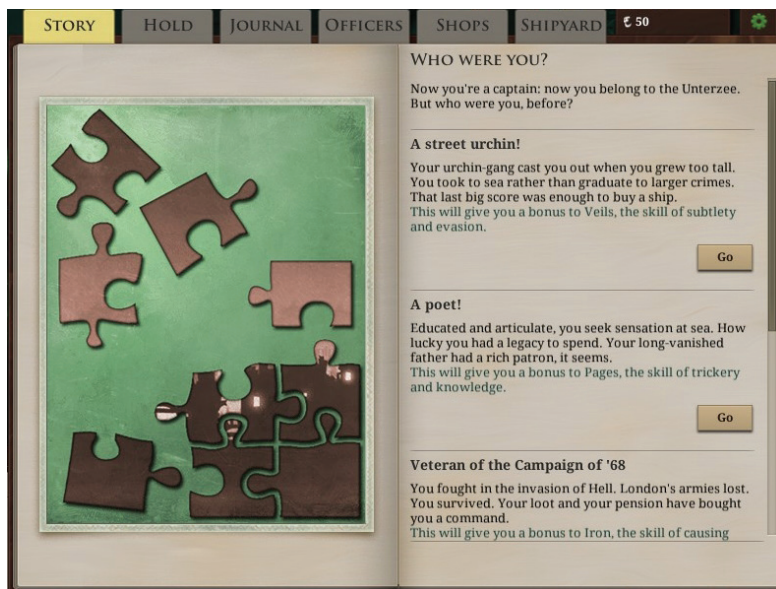 STORY
HOLD
JOURNAL
OFFICERS
SHOPS
SHIPYARD
50
WHO WERE YOU?
Now you're a captain: now you belong to the Unterzee.
But who were you, before?
A street urchin!
Your urchin-gang cast you out when you grew too tall.
You took to sea rather than graduate to larger crimes.
That last big score was enough to buy a ship.
This will give you a bonus to Veils, the skill of subtlety
and evasion.
Go
A poet!
Educated and articulate, you seek sensation at sea. How
lucky you had a legacy to spend. Your long-vanished
father had a rich patron, it seems.
This will give you a bonus to Pages, the skill of trickery
and knowledge.
Go
Veteran of the Campaign of '68
You fought in the invasion of Hell. London's armies lost.
You survived. Your loot and your pension have bought
you a command.
This will give you a bonus to Iron, the skill of causing